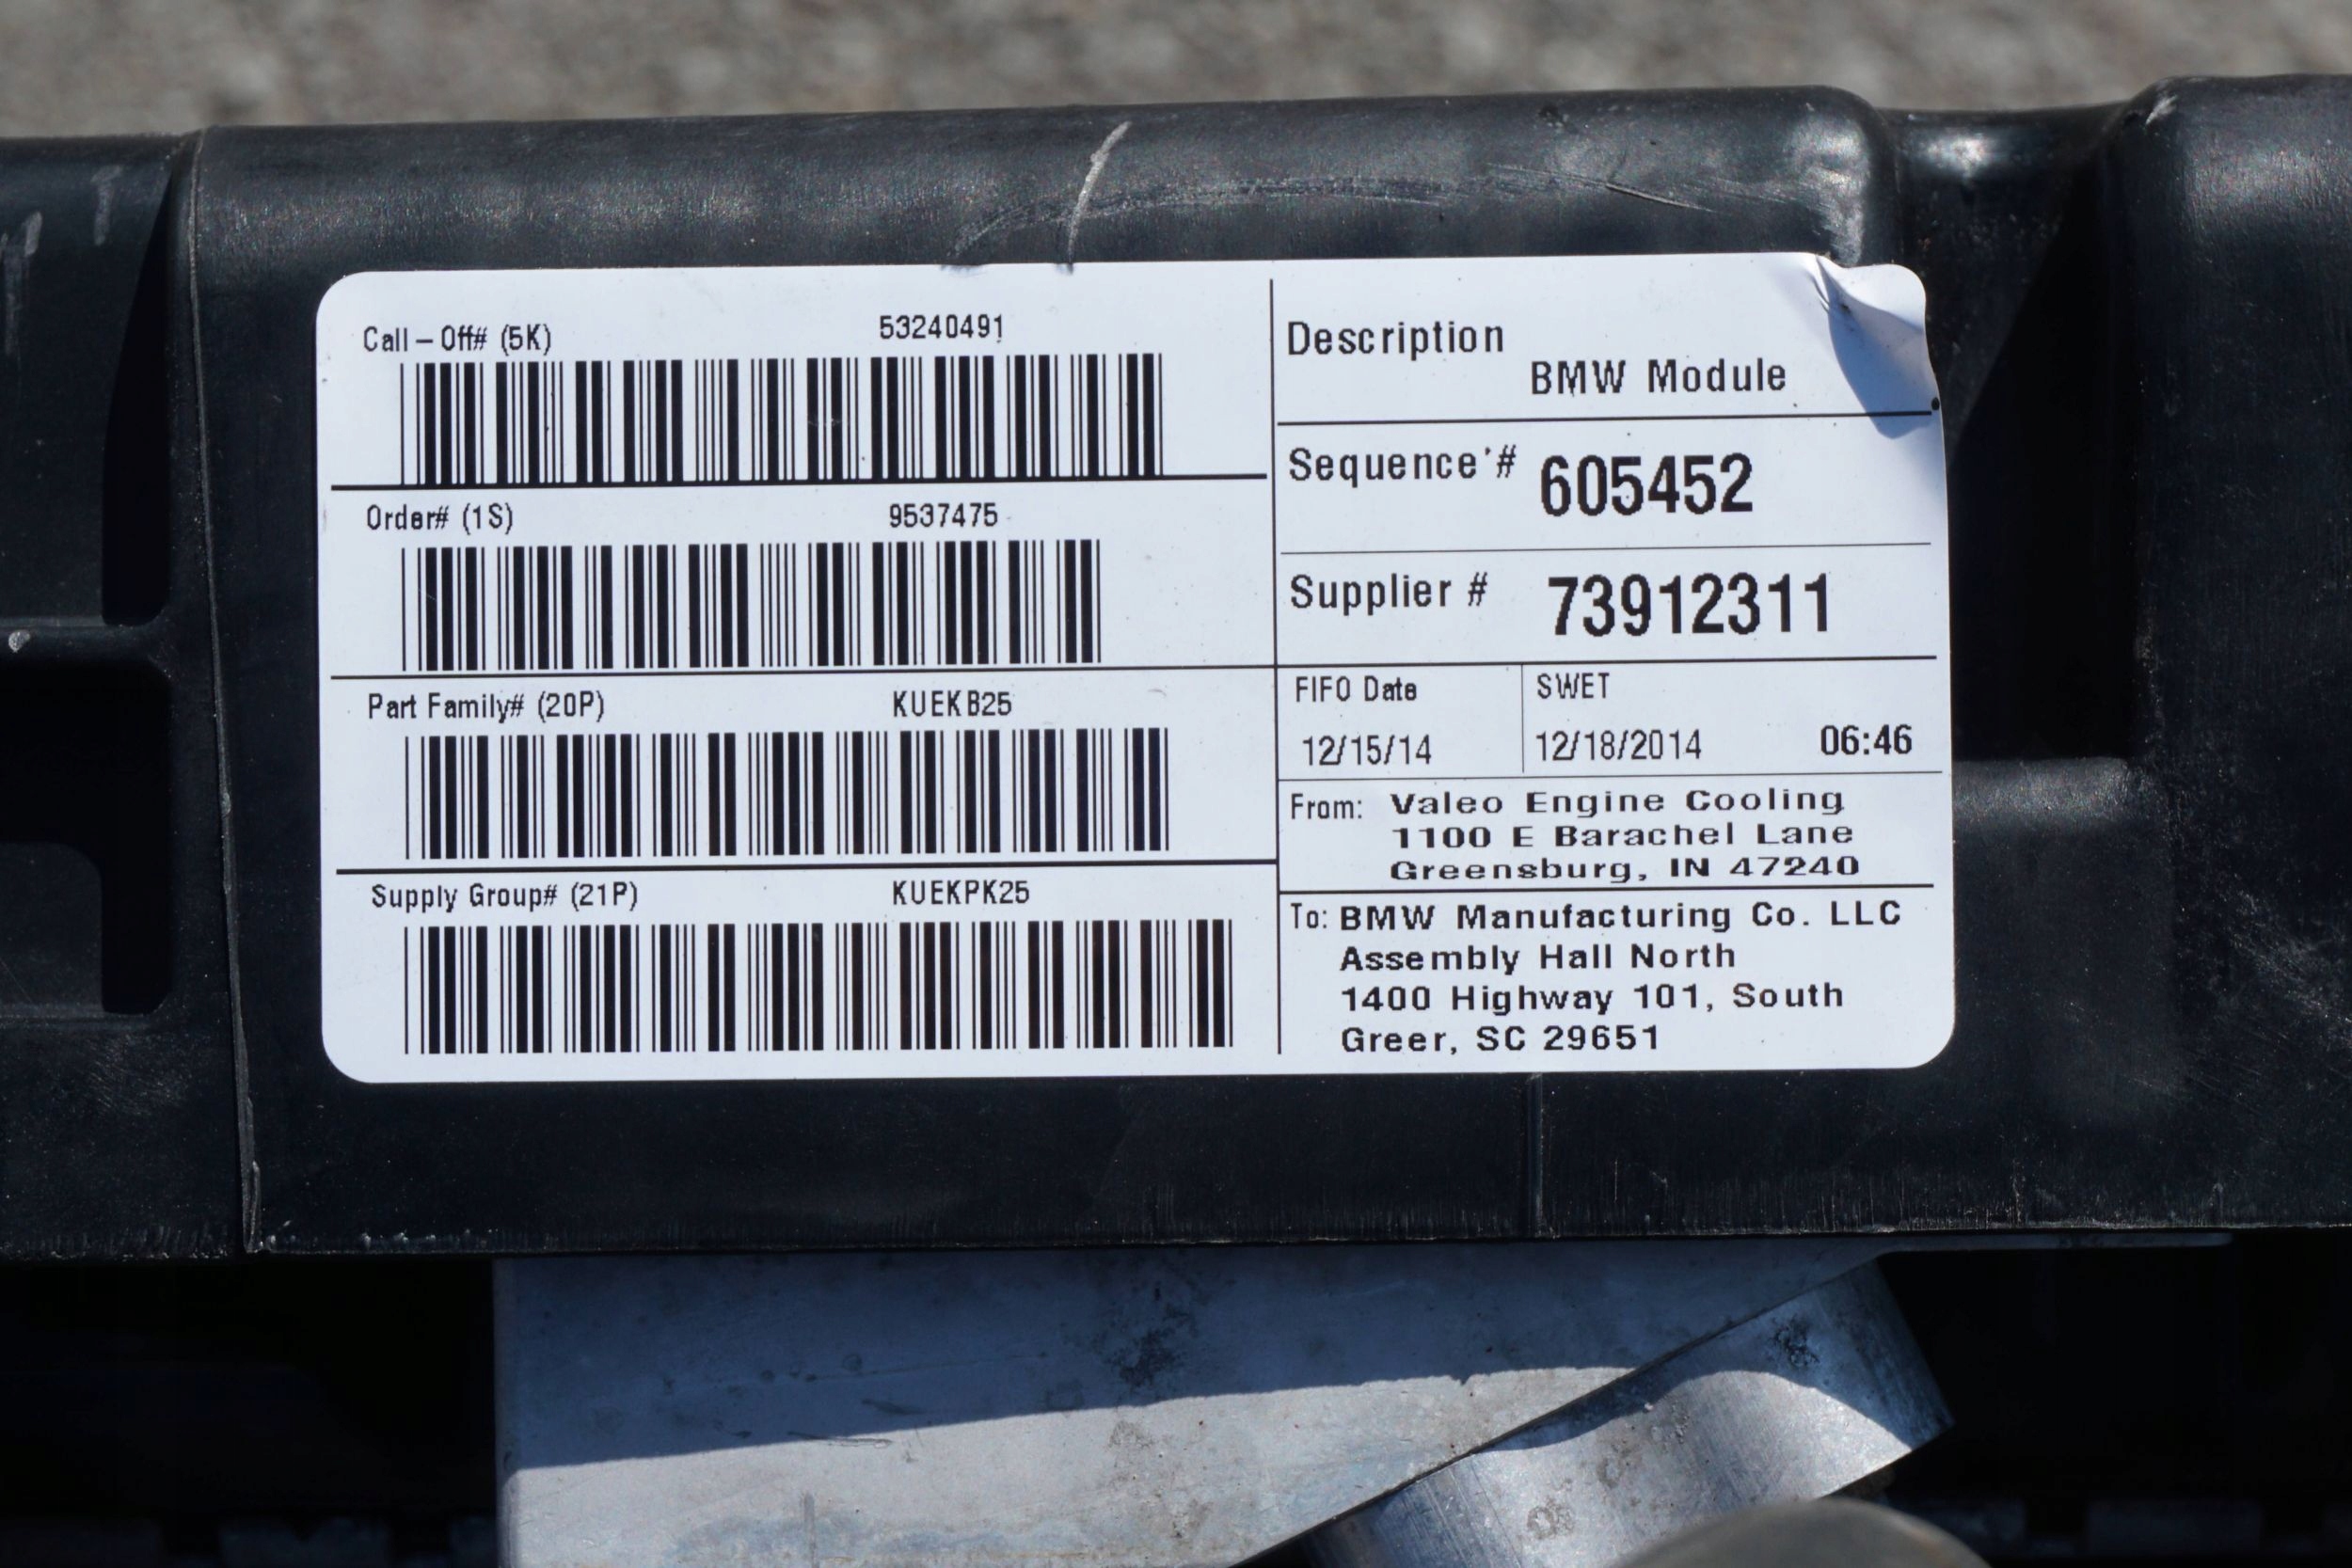 Call - Off# (5K) 53240491
Order# (1S) 9537475
Part Family# (20P) KUEKB25
Supply Group# (21P) KUEKPK25
Description
BMW Module
Sequence # 605452
Supplier # 73912311
FIFO Date SWET
12/15/14 12/18/2014 06:46
From: Valeo Engine Cooling
1100 E Barachel Lane
Greensburg, IN 47240
To: BMW Manufacturing Co. LLC
Assembly Hall North
1400 Highway 101, South
Greer, SC 29651